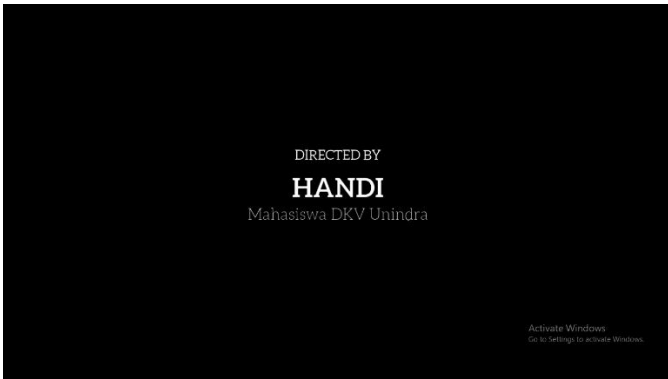 DIRECTED BY
HANDI
Mahasiswa DKV Unindra
Activate Windows
Go to Settings to activate Windows.